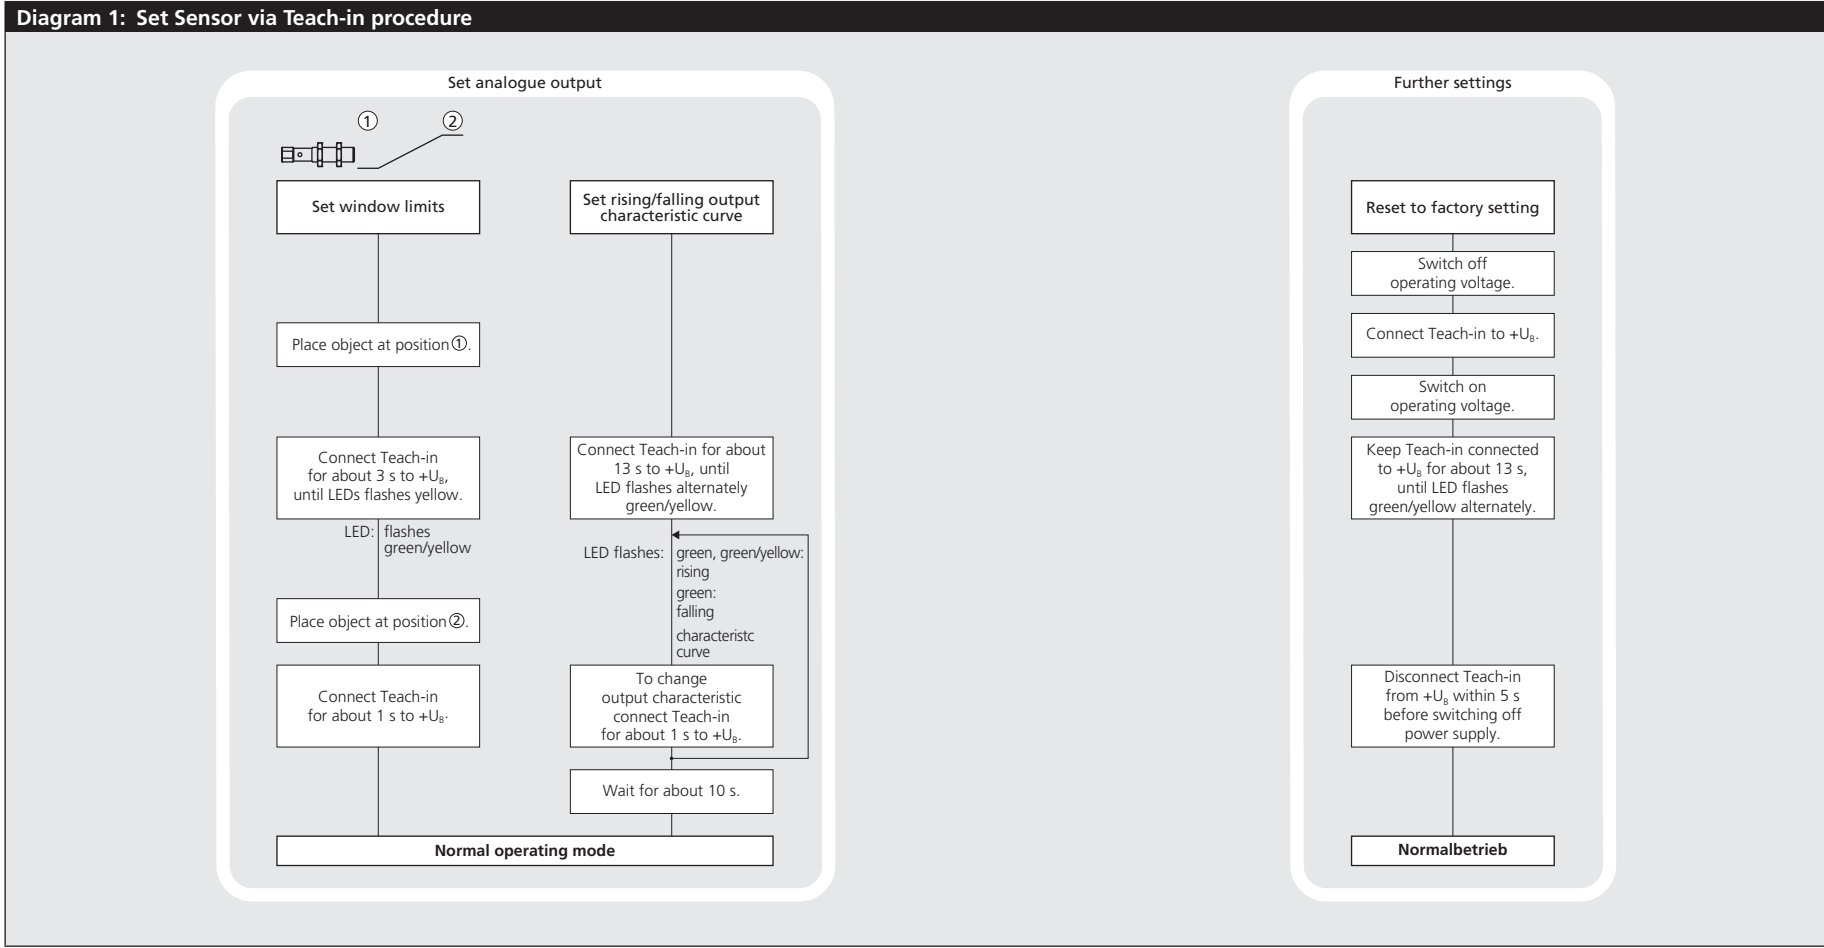 Diagram 1: Set Sensor via Teach-in procedure
Set analogue output
① ②
Set window limits
Place object at position ①.
Connect Teach-in
for about 3 s to +UB,
until LEDs flashes yellow.
LED: flashes
green/yellow
Place object at position ②.
Connect Teach-in
for about 1 s to +UB.
Set rising/falling output
characteristic curve
Connect Teach-in for about
13 s to +UB, until
LED flashes alternately
green/yellow.
LED flashes: green, green/yellow:
rising
green:
falling
characteristc
curve
To change
output characteristic
connect Teach-in
for about 1 s to +UB.
Wait for about 10 s.
Normal operating mode
Further settings
Reset to factory setting
Switch off
operating voltage.
Connect Teach-in to +UB.
Switch on
operating voltage.
Keep Teach-in connected
to +UB for about 13 s,
until LED flashes
green/yellow alternately.
Disconnect Teach-in
from +UB within 5 s
before switching off
power supply.
Normalbetrieb